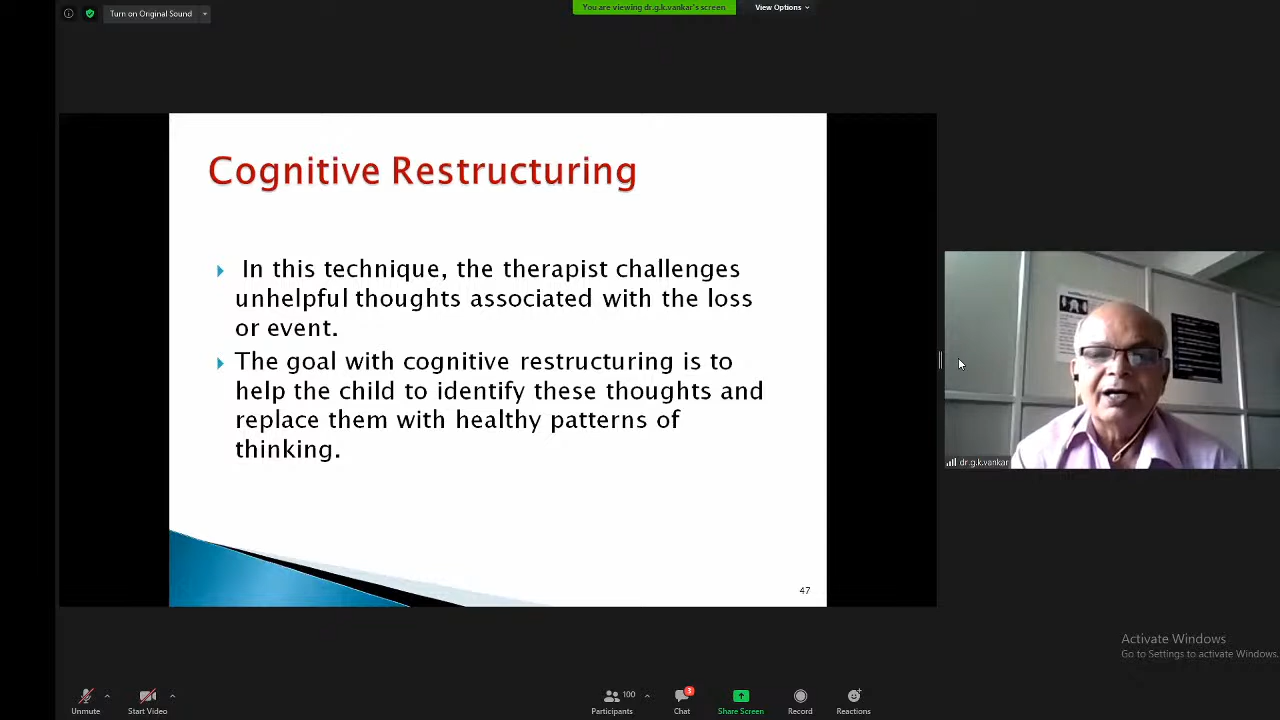 Turn on Original Sound
You are viewing dr.g.k.vankar's screen
View Options
Cognitive Restructuring
In this technique, the therapist challenges
unhelpful thoughts associated with the loss
or event.
The goal with cognitive restructuring is to
help the child to identify these thoughts and
replace them with healthy patterns of
thinking.
47
dr.g.k.vankar
Activate Windows
Go to Settings to activate Windows.
Unmute
Start Video
100
Participants
3
Chat
Share Screen
Record
Reactions